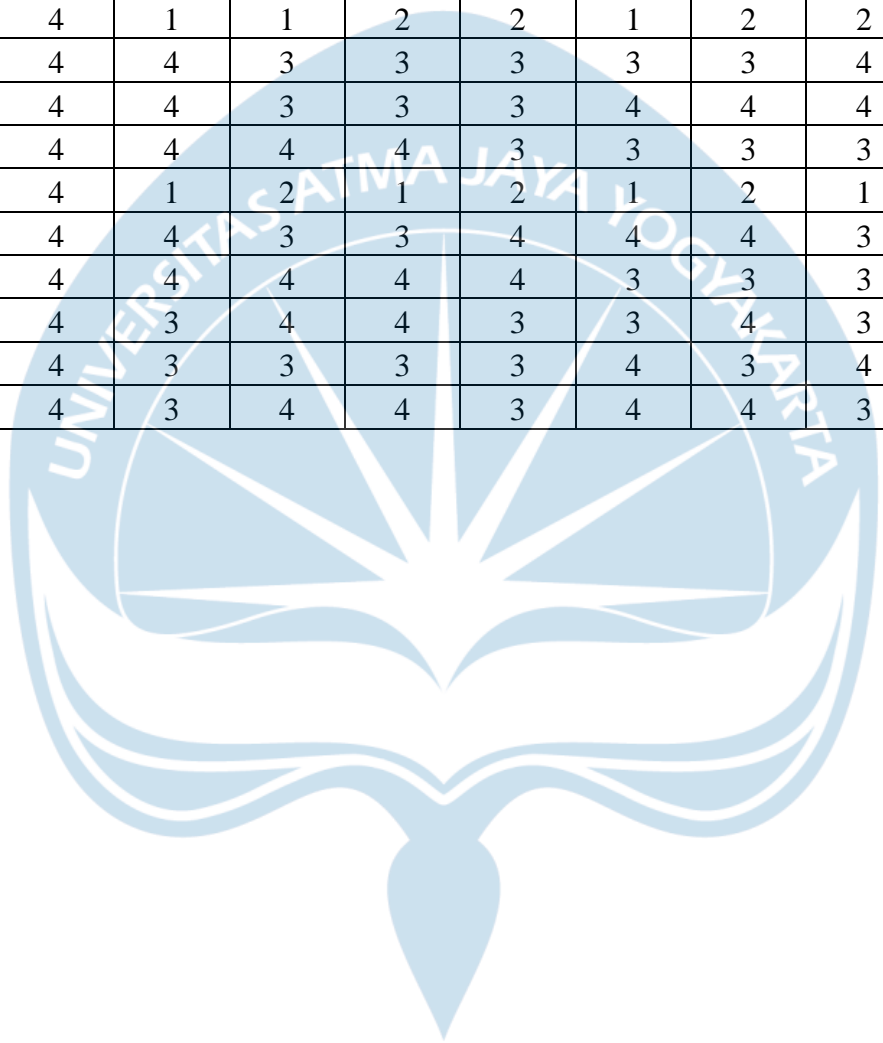 4 1 1 2 2 1 2 2
4 4 3 3 3 3 3 4
4 4 3 3 3 4 4 4
4 4 4 4 3 3 3 3
4 1 2 1 2 1 2 1
4 4 3 3 4 4 4 3
4 4 4 4 4 3 3 3
4 3 4 4 3 3 4 3
4 3 3 3 3 4 3 4
4 3 4 4 3 4 4 3
UNIVERSITAS ATMA JAYA YOGYAKARTA